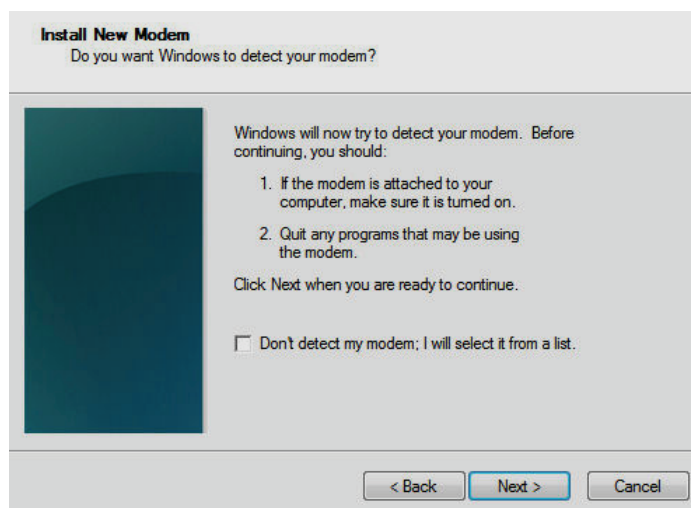 Install New Modem
Do you want Windows to detect your modem?
Windows will now try to detect your modem. Before
continuing, you should:
1. If the modem is attached to your
computer, make sure it is turned on.
2. Quit any programs that may be using
the modem.
Click Next when you are ready to continue.
Don't detect my modem; I will select it from a list.
< Back Next > Cancel